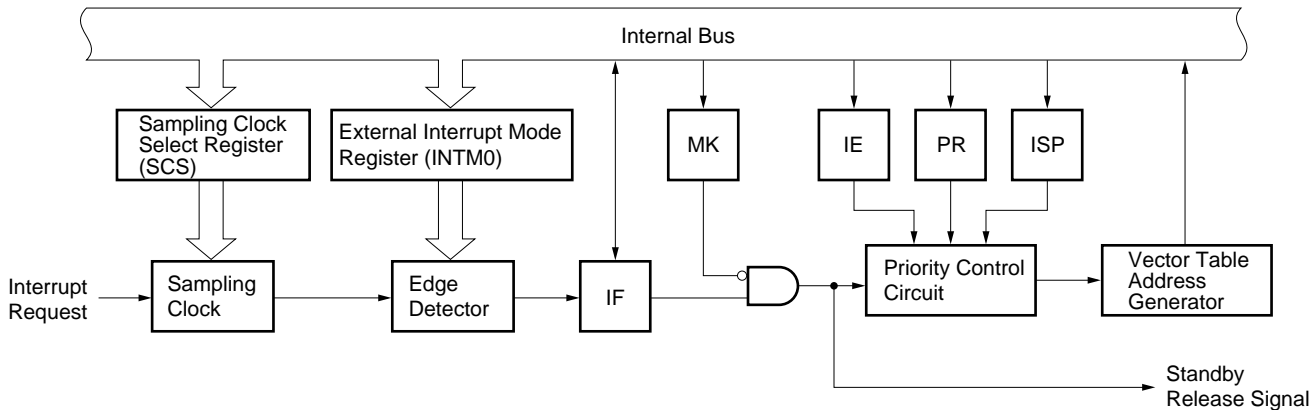 Internal Bus
Sampling Clock
Select Register
(SCS)
External Interrupt Mode
Register (INTM0)
MK
IE
PR
ISP
Interrupt
Request
Sampling
Clock
Edge
Detector
IF
Priority Control
Circuit
Vector Table
Address
Generator
Standby
Release Signal